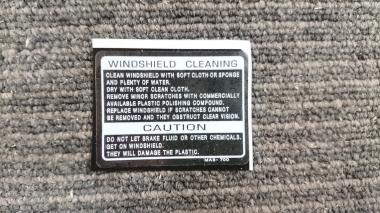 WINDSHIELD CLEANING
CLEAN WINDSHIELD WITH SOFT CLOTH OR SPONGE
AND PLENTY OF WATER.
DRY WITH SOFT CLEAN CLOTH.
REMOVE MINOR SCRATCHES WITH COMMERCIALLY
AVAILABLE PLASTIC POLISHING COMPOUND.
REPLACE WINDSHIELD IF SCRATCHES CANNOT
BE REMOVED AND THEY OBSTRUCT CLEAR VISION.
CAUTION
DO NOT LET BRAKE FLUID OR OTHER CHEMICALS.
GET ON WINDSHIELD.
THEY WILL DAMAGE THE PLASTIC.
MA8-700